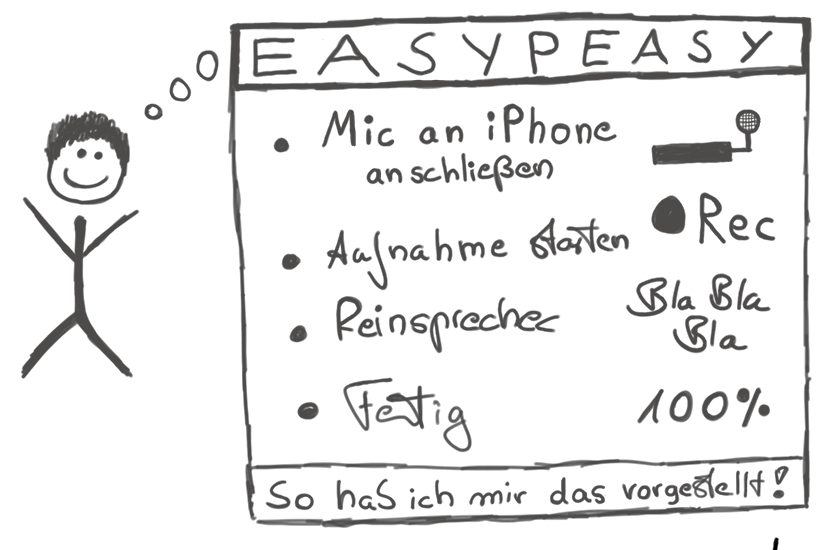 EASYPEASY
Mic an iPhone
anschließen
Rec
Aufnahme starten
Bla Bla
Bla
Reinsprechen
Fertig
100%
So hab ich mir das vorgestellt!